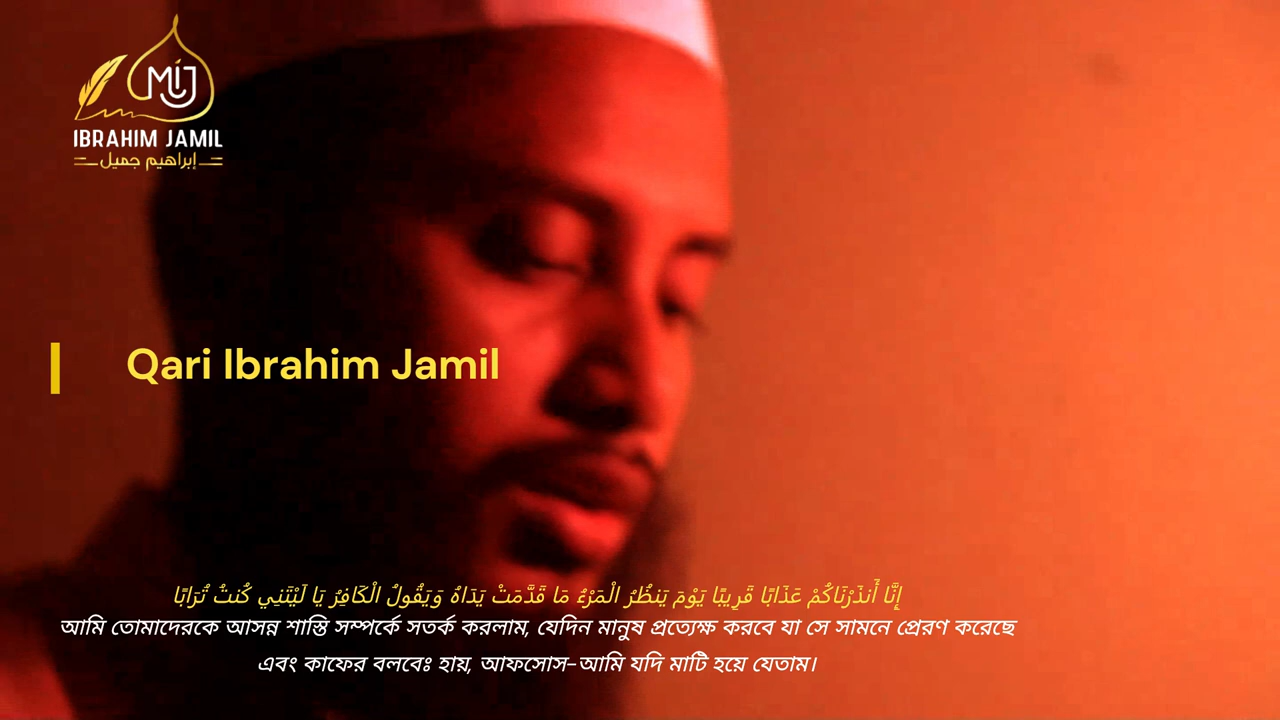 MIJ
IBRAHIM JAMIL
إبراهيم جميل
Qari Ibrahim Jamil
إِنَّا أَنذَرْنَاكُمْ عَذَابًا قَرِيبًا يَوْمَ يَنظُرُ الْمَرْءُ مَا قَدَّمَتْ يَدَاهُ وَيَقُولُ الْكَافِرُ يَا لَيْتَنِي كُنتُ تُرَابًا
আমি তোমাদেরকে আসন্ন শাস্তি সম্পর্কে সতর্ক করলাম, যেদিন মানুষ প্রত্যেক্ষ করবে যা সে সামনে প্রেরণ করেছে
এবং কাফের বলবেঃ হায়, আফসোস-আমি যদি মাটি হয়ে যেতাম।